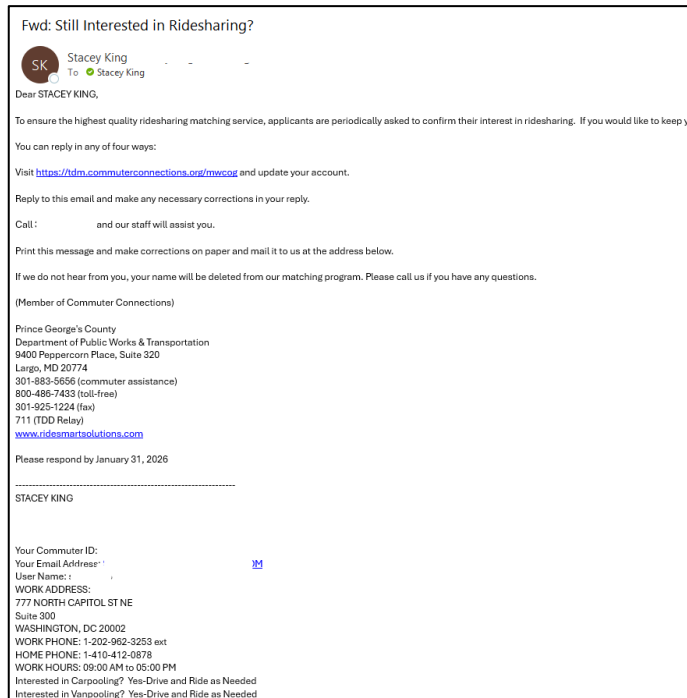 Fwd: Still Interested in Ridesharing?
SK
Stacey King
To Stacey King
Dear STACEY KING,
To ensure the highest quality ridesharing matching service, applicants are periodically asked to confirm their interest in ridesharing. If you would like to keep y
You can reply in any of four ways:
Visit https://tdm.commuterconnections.org/mwcog and update your account.
Reply to this email and make any necessary corrections in your reply.
Call: and our staff will assist you.
Print this message and make corrections on paper and mail it to us at the address below.
If we do not hear from you, your name will be deleted from our matching program. Please call us if you have any questions.
(Member of Commuter Connections)
Prince George's County
Department of Public Works & Transportation
9400 Peppercorn Place, Suite 320
Largo, MD 20774
301-883-5656 (commuter assistance)
800-486-7433 (toll-free)
301-925-1224 (fax)
711 (TDD Relay)
www.ridesmartsolutions.com
Please respond by January 31, 2026
------------------------------------------------------------------
STACEY KING
Your Commuter ID:
Your Email Address:
User Name:
WORK ADDRESS:
777 NORTH CAPITOL ST NE
Suite 300
WASHINGTON, DC 20002
WORK PHONE: 1-202-962-3253 ext
HOME PHONE: 1-410-412-0878
WORK HOURS: 09:00 AM to 05:00 PM
Interested in Carpooling? Yes-Drive and Ride as Needed
Interested in Vanpooling? Yes-Drive and Ride as Needed